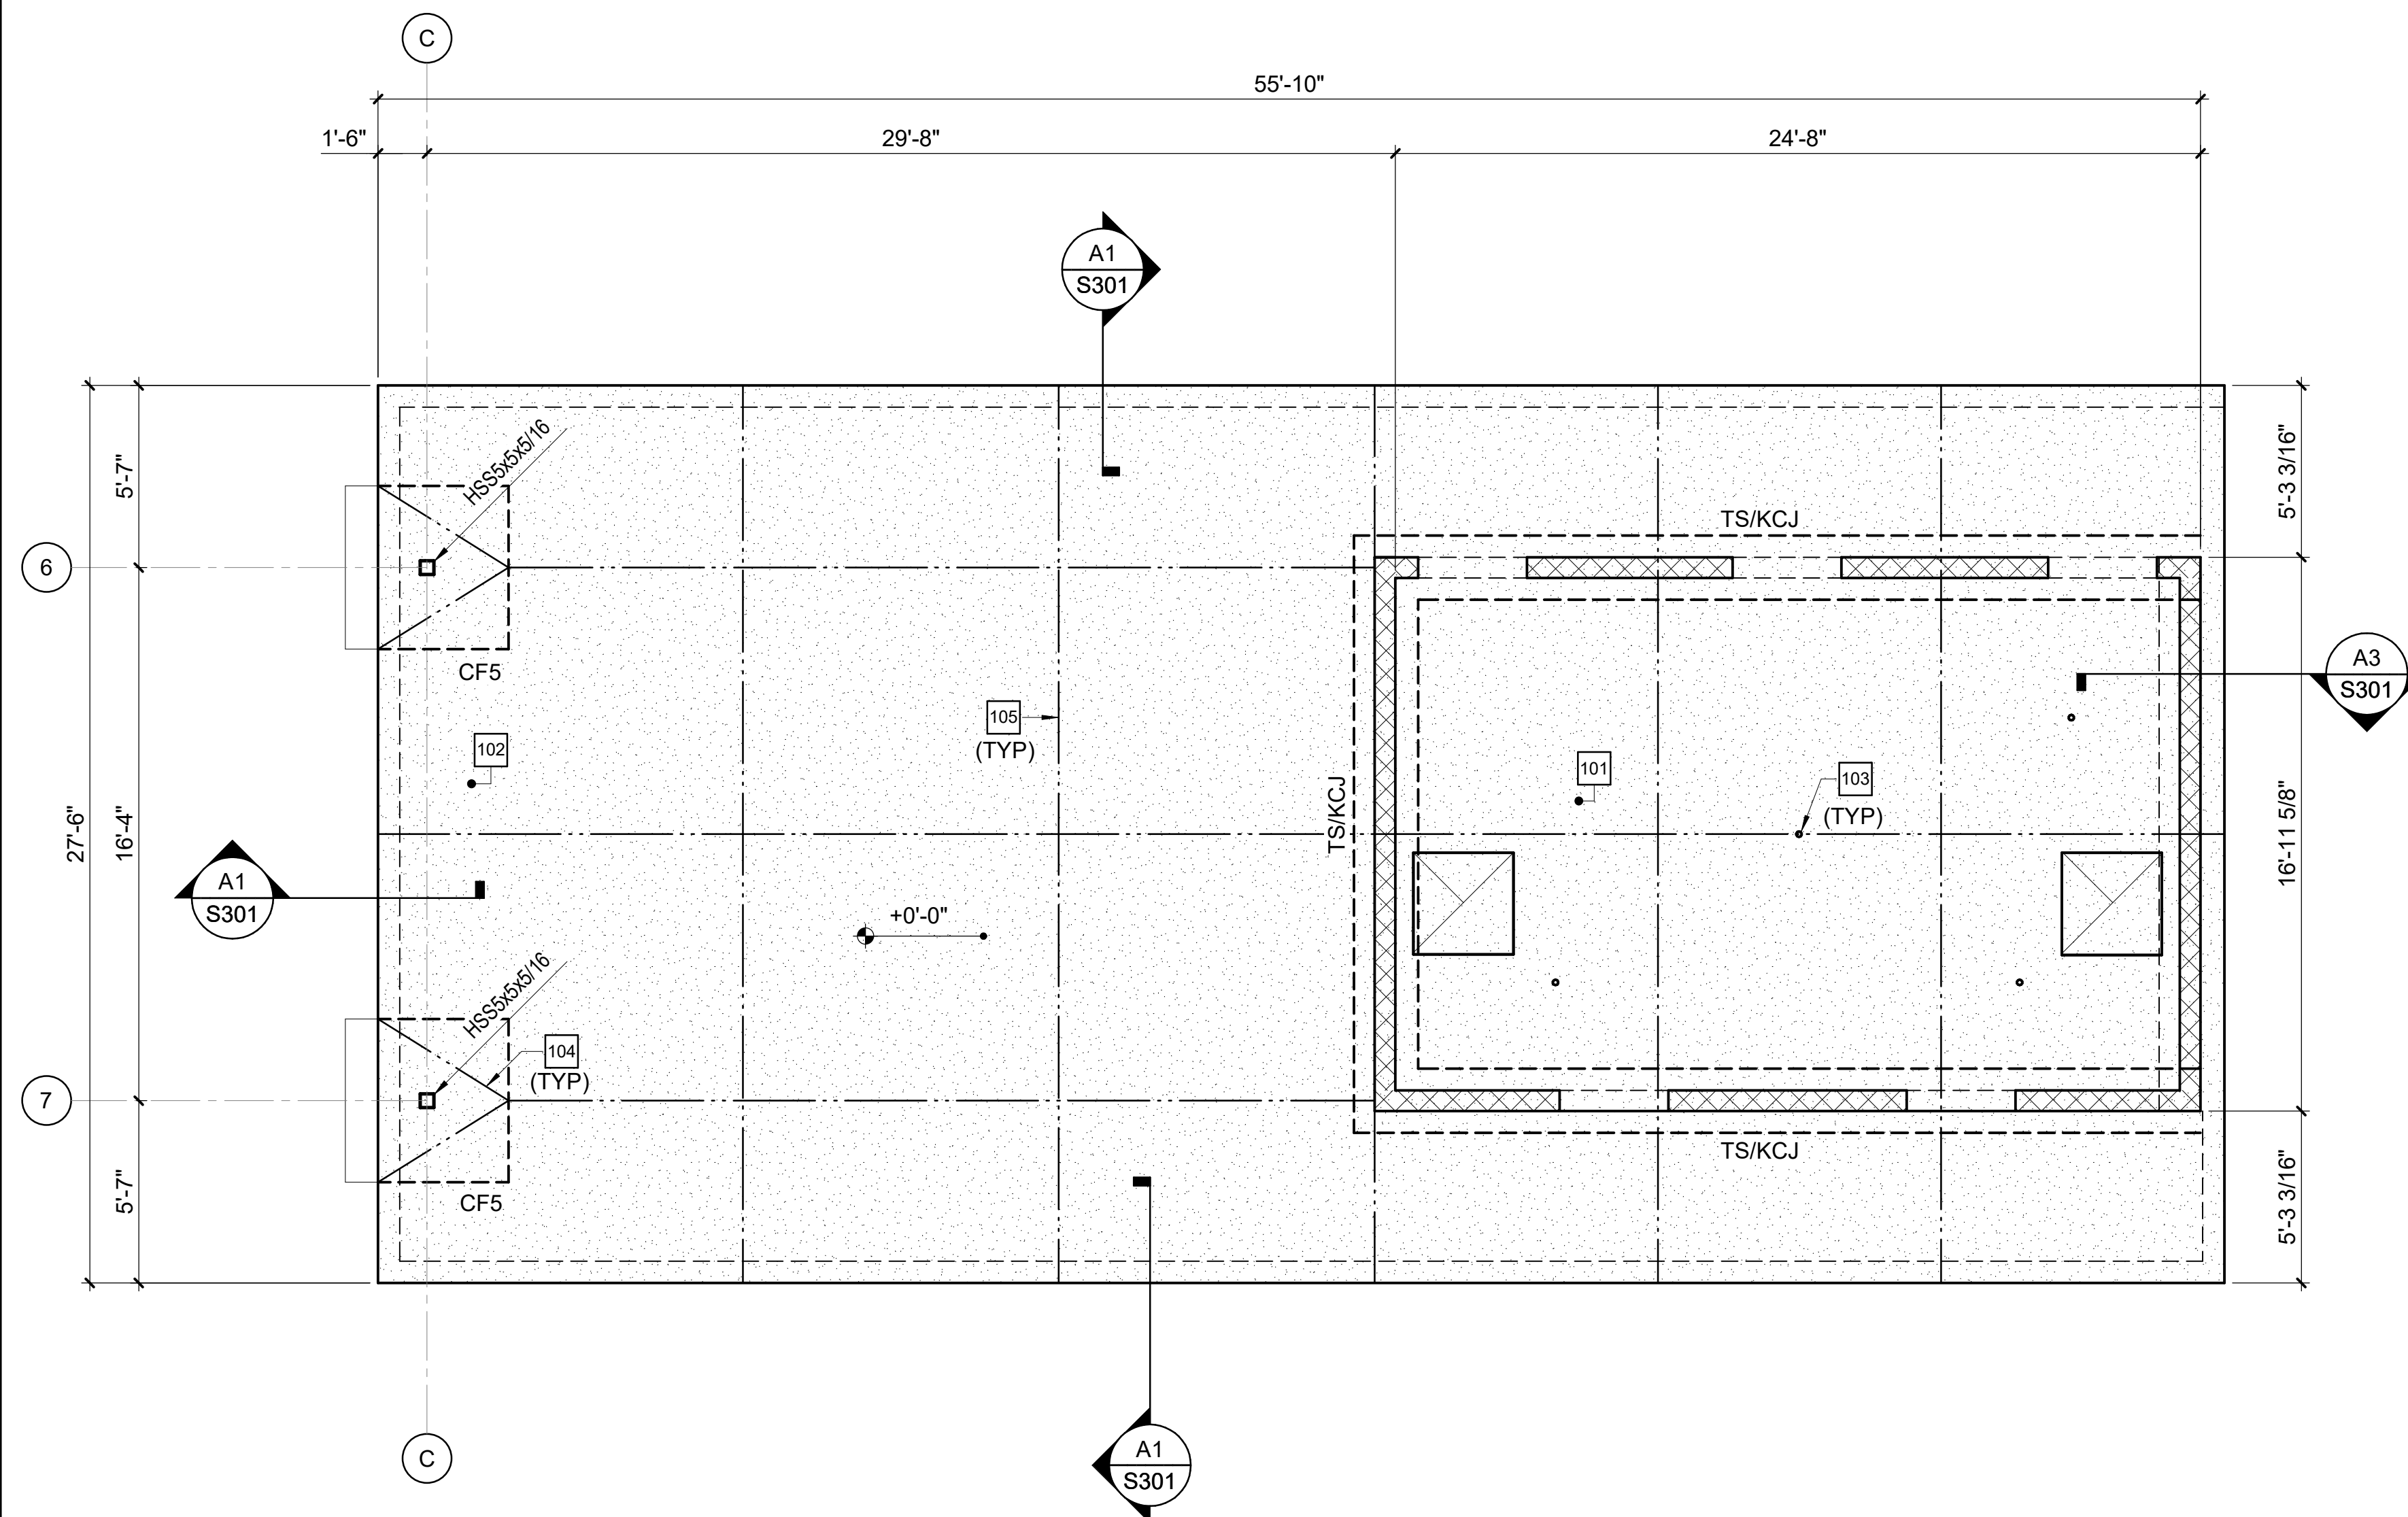 C
55'-10"
1'-6"
29'-8"
24'-8"
A1
S301
HSS5x5x5/16
5'-7"
5'-3 3/16"
TS/KCJ
6
CF5
A3
S301
105
(TYP)
102
101
103
(TYP)
TS/KCJ
27'-6"
16'-4"
16'-11 5/8"
A1
S301
+0'-0"
HSS5x5x5/16
104
(TYP)
7
TS/KCJ
5'-7"
CF5
5'-3 3/16"
A1
S301
C